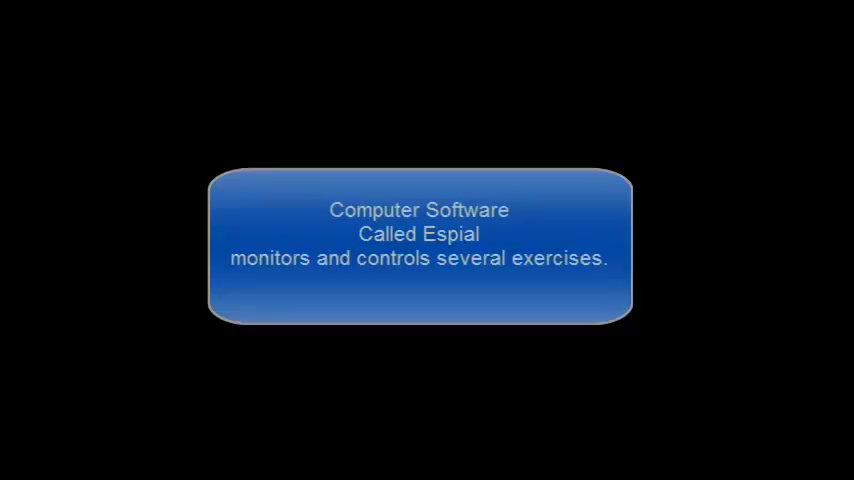 Computer Software
Called Espial
monitors and controls several exercises.